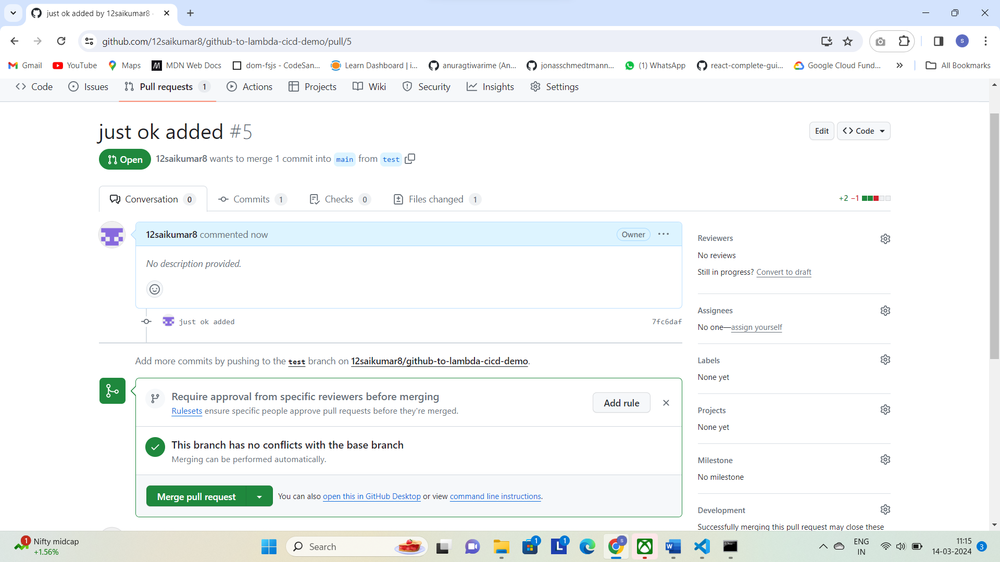 just ok added by 12saikumar8 ·
github.com/12saikumar8/github-to-lambda-cicd-demo/pull/5
S
Gmail YouTube Maps MDN Web Docs dom-fsjs - CodeSan... Learn Dashboard | i... anuragtiwarime (An... jonasschmedtmann... (1) WhatsApp react-complete-gui... Google Cloud Fund... All Bookmarks
Code Issues Pull requests 1 Actions Projects Wiki Security Insights Settings
just ok added #5
Edit Code
Open 12saikumar8 wants to merge 1 commit into main from test
Conversation 0 Commits 1 Checks 0 Files changed 1
+2 −1
12saikumar8 commented now
Owner
No description provided.
just ok added 7fc6daf
Add more commits by pushing to the test branch on 12saikumar8/github-to-lambda-cicd-demo.
Require approval from specific reviewers before merging
Rulesets ensure specific people approve pull requests before they're merged.
Add rule
This branch has no conflicts with the base branch
Merging can be performed automatically.
Merge pull request You can also open this in GitHub Desktop or view command line instructions.
Reviewers
No reviews
Still in progress? Convert to draft
Assignees
No one—assign yourself
Labels
None yet
Projects
None yet
Milestone
No milestone
Development
Successfully merging this pull request may close these
1
Nifty midcap
+1.56%
Search
1
L 1
S
W
ENG
IN
11:15
14-03-2024
3